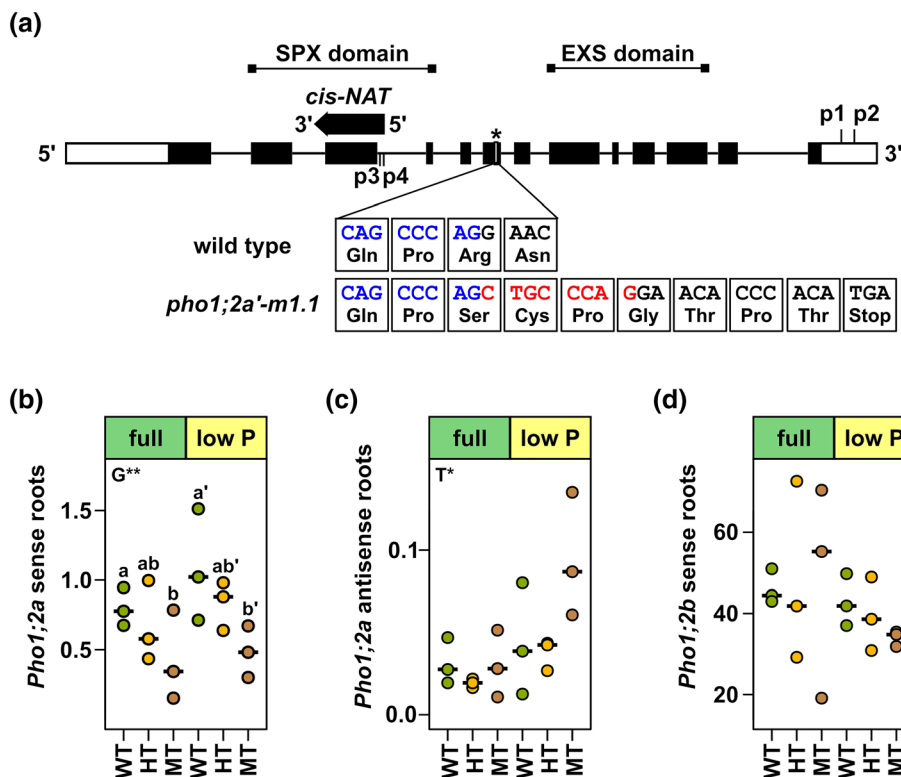 (a)
SPX domain EXS domain
cis-NAT
3' 5' * p1 p2
5' 3'
p3 p4
wild type CAG CCC AGG AAC
Gln Pro Arg Asn
pho1;2a'-m1.1 CAG CCC AGC TGC CCA GGA ACA CCC ACA TGA
Gln Pro Ser Cys Pro Gly Thr Pro Thr Stop
(b) (c) (d)
full low P full low P full low P
G** a' T*
a ab b ab' b'
Pho1;2a sense roots
1.5
1.0
0.5
WT HT MT WT HT MT
Pho1;2a antisense roots
0.1
0.0
WT HT MT WT HT MT
Pho1;2b sense roots
60
40
20
WT HT MT WT HT MT